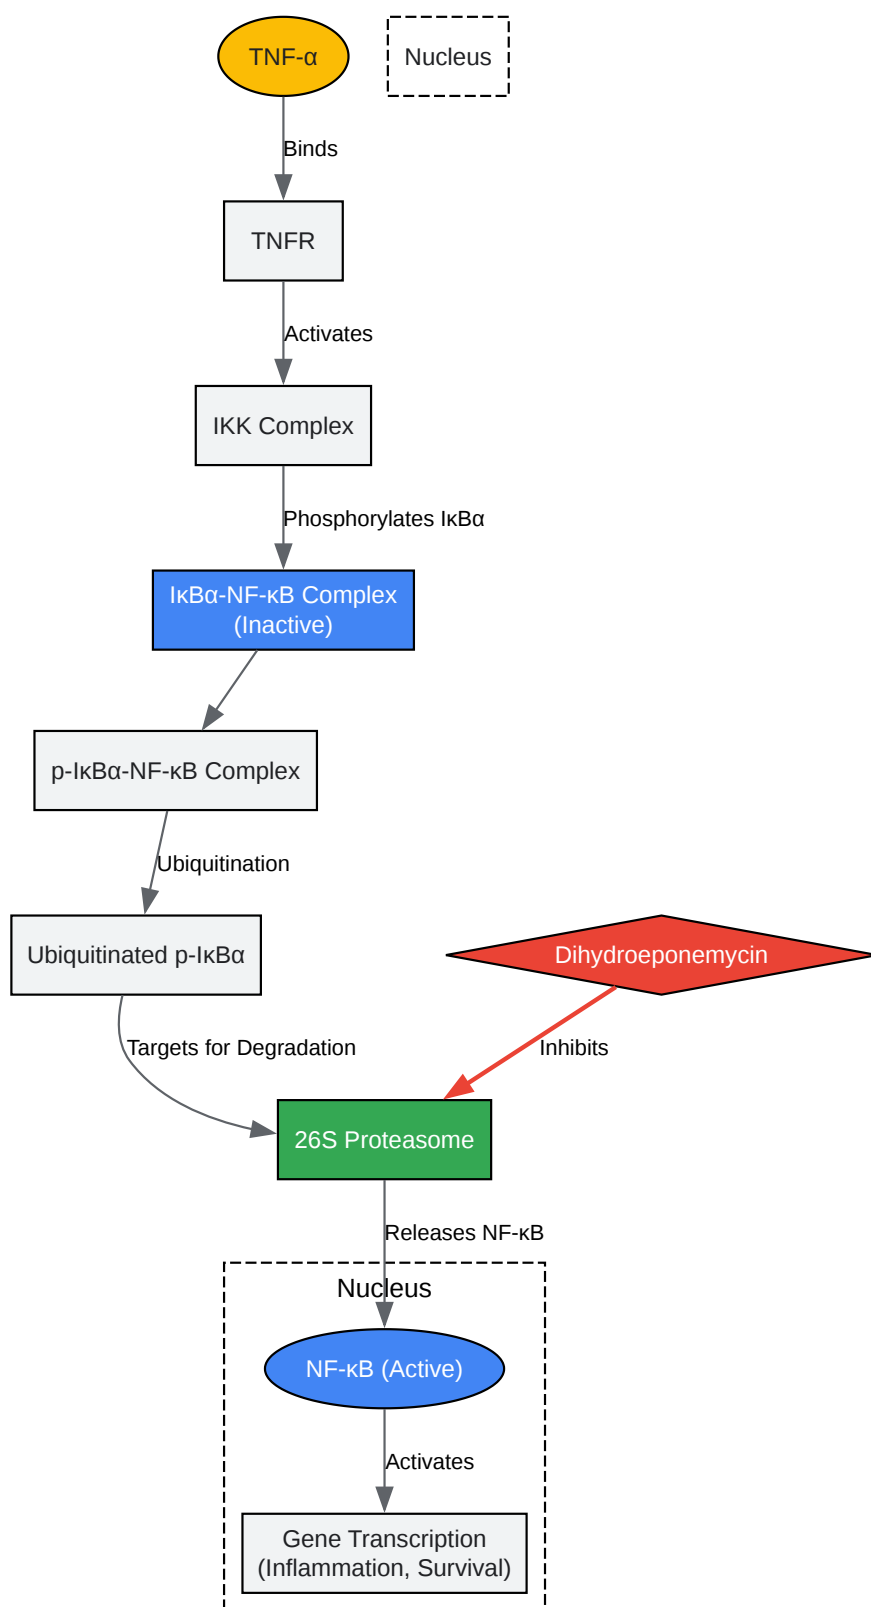 TNF-α
Nucleus
Binds
TNFR
Activates
IKK Complex
Phosphorylates IκBα
IκBα-NF-κB Complex
(Inactive)
p-IκBα-NF-κB Complex
Ubiquitination
Ubiquitinated p-IκBα
Dihydroeponemycin
Targets for Degradation
Inhibits
26S Proteasome
Releases NF-κB
Nucleus
NF-κB (Active)
Activates
Gene Transcription
(Inflammation, Survival)